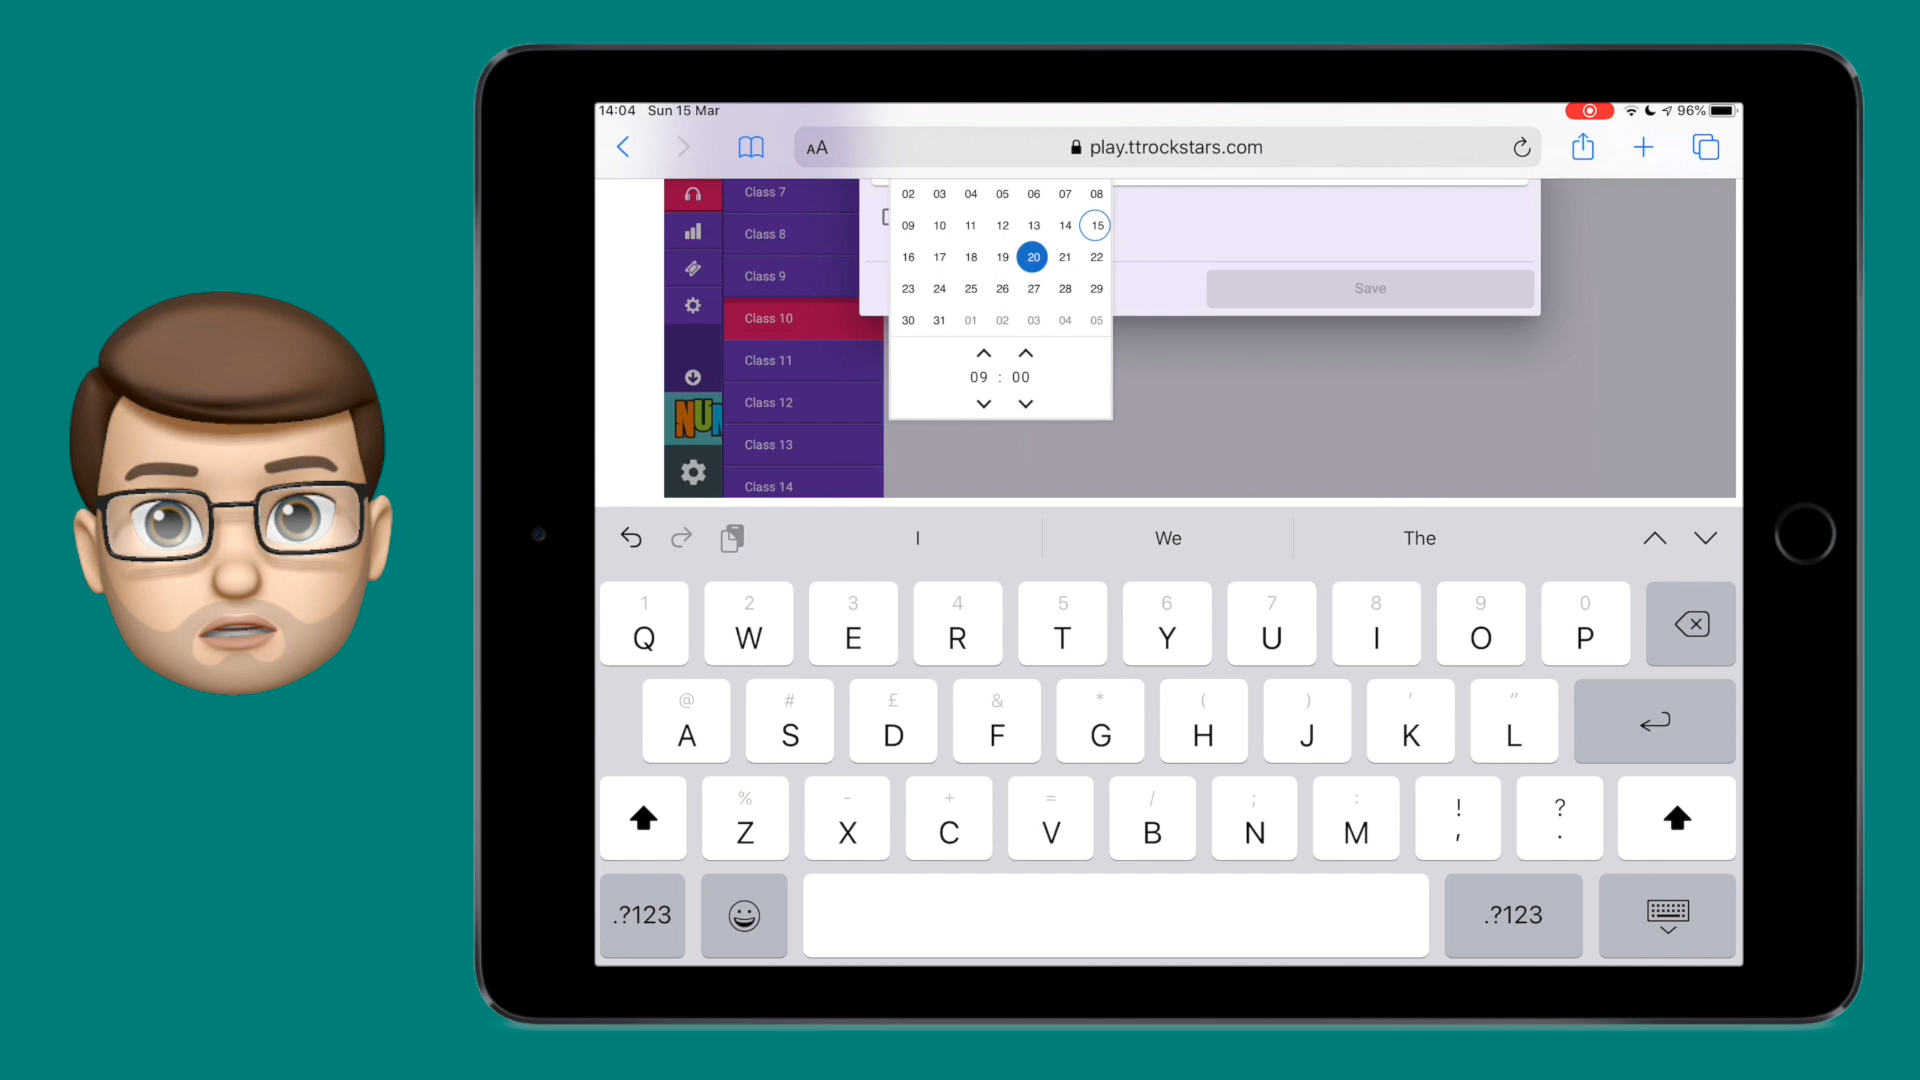 14:04 Sun 15 Mar
96%
AA
play.ttrockstars.com
Class 7
Class 8
Class 9
Class 10
Class 11
Class 12
Class 13
Class 14
02 03 04 05 06 07 08
09 10 11 12 13 14 15
16 17 18 19 20 21 22
23 24 25 26 27 28 29
30 31 01 02 03 04 05
09 : 00
Save
I We The
1 2 3 4 5 6 7 8 9 0
Q W E R T Y U I O P
@ # £ & * ( ) ' "
A S D F G H J K L
% - + = / ; : ! ?
Z X C V B N M , .
.?123 .?123